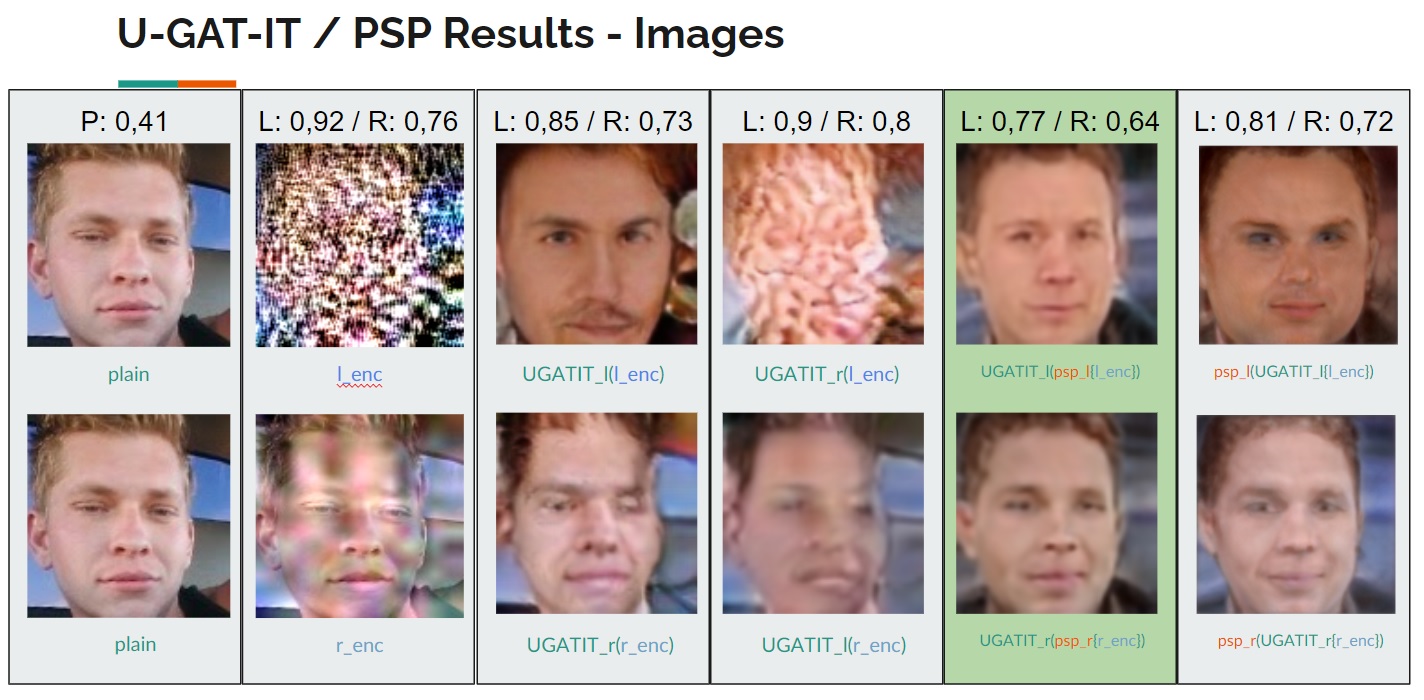 U-GAT-IT / PSP Results - Images
P: 0,41
L: 0,92 / R: 0,76
L: 0,85 / R: 0,73
L: 0,9 / R: 0,8
L: 0,77 / R: 0,64
L: 0,81 / R: 0,72
plain
l_enc
UGATIT_l(l_enc)
UGATIT_r(l_enc)
UGATIT_l(psp_l{l_enc})
psp_l(UGATIT_l{l_enc})
plain
r_enc
UGATIT_r(r_enc)
UGATIT_l(r_enc)
UGATIT_r(psp_r{r_enc})
psp_r(UGATIT_r{r_enc})